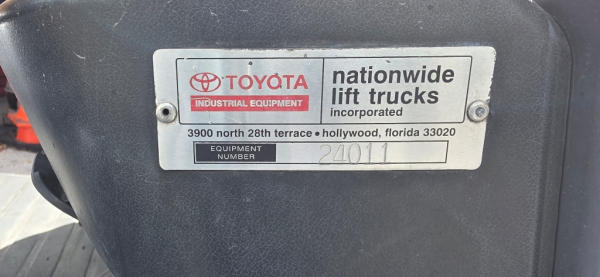 TOYOTA
INDUSTRIAL EQUIPMENT
nationwide
lift trucks
incorporated
3900 north 28th terrace • hollywood, florida 33020
EQUIPMENT
NUMBER
24011